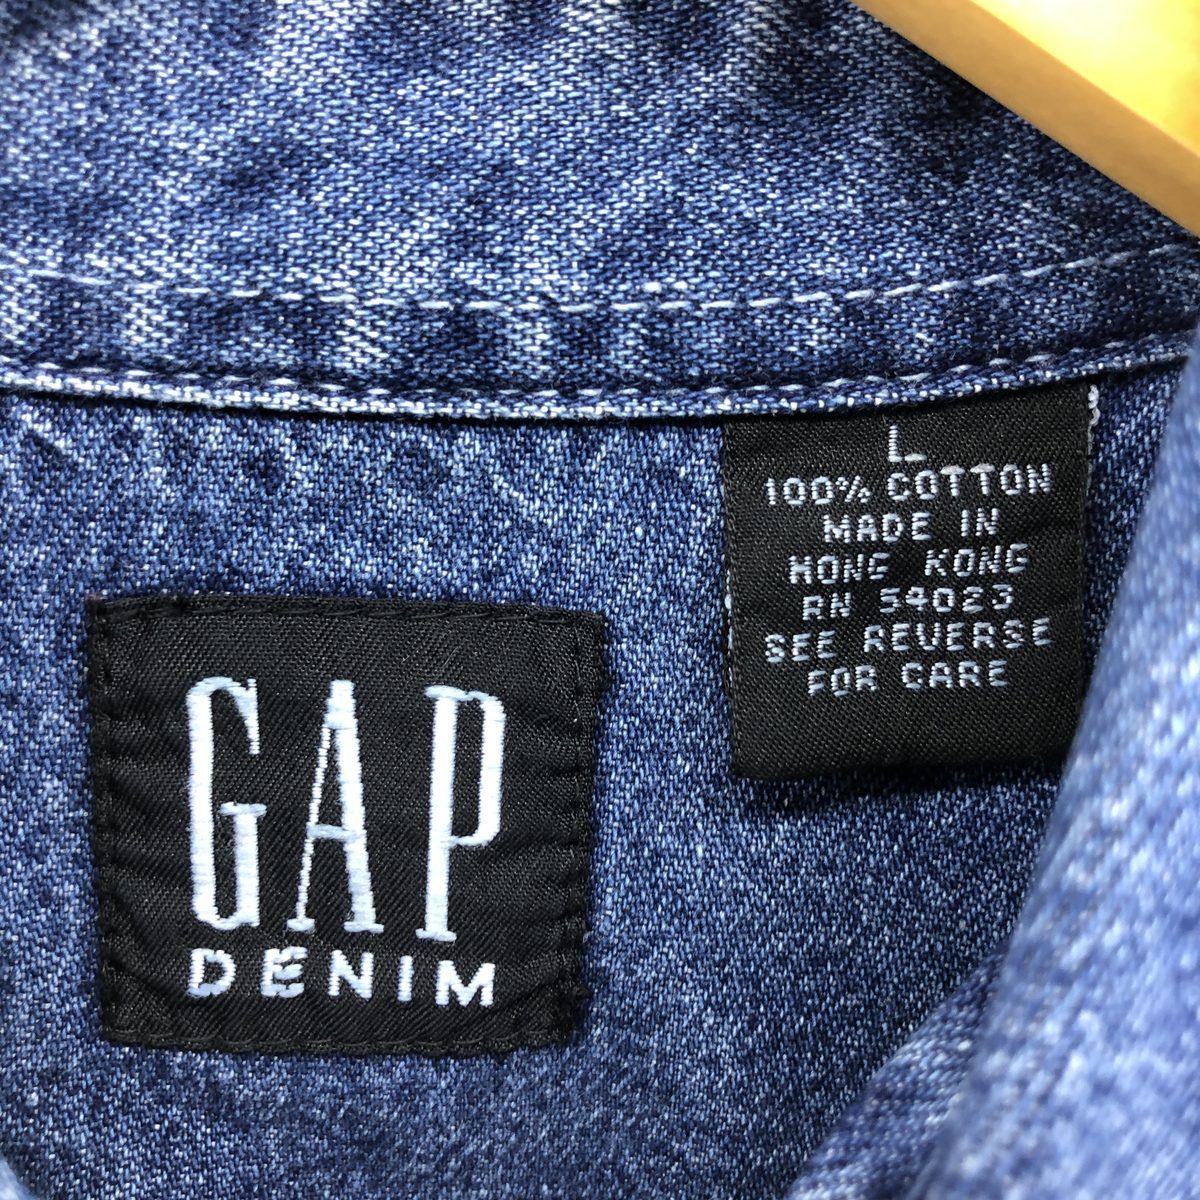 GAP
DENIM
L
100% COTTON
MADE IN
HONG KONG
RN 54023
SEE REVERSE
FOR CARE